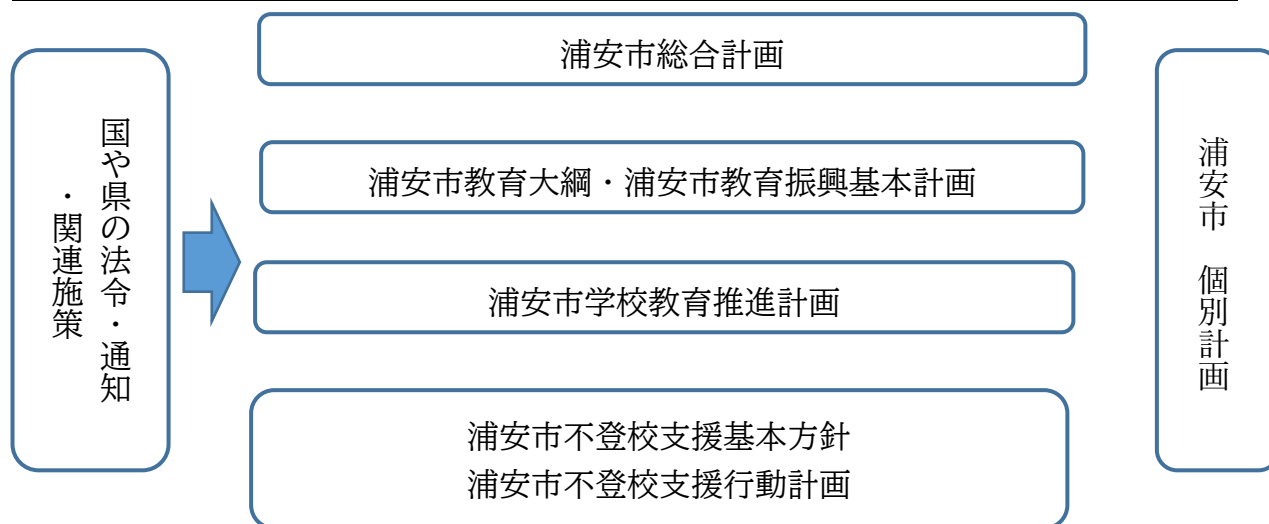 国や県の法令・通知
・関連施策
浦安市総合計画
浦安市教育大綱・浦安市教育振興基本計画
浦安市学校教育推進計画
浦安市不登校支援基本方針
浦安市不登校支援行動計画
浦安市　個別計画